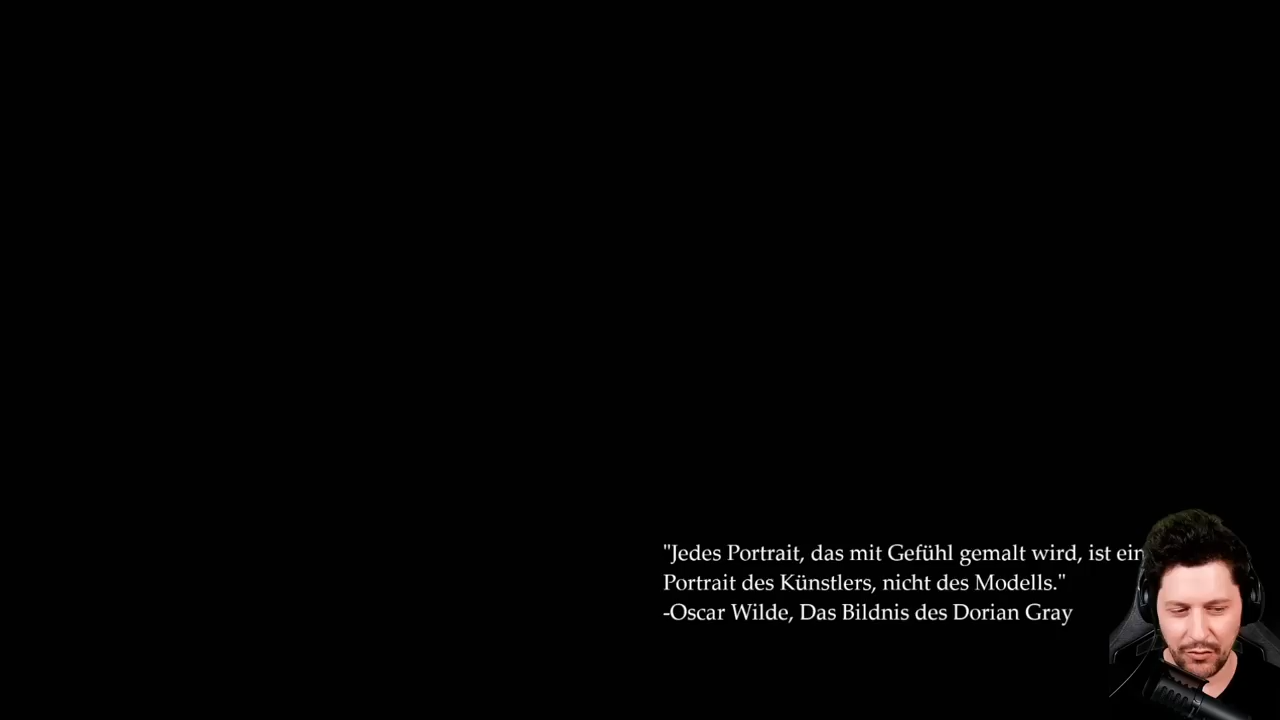 "Jedes Portrait, das mit Gefühl gemalt wird, ist ein
Portrait des Künstlers, nicht des Modells."
-Oscar Wilde, Das Bildnis des Dorian Gray